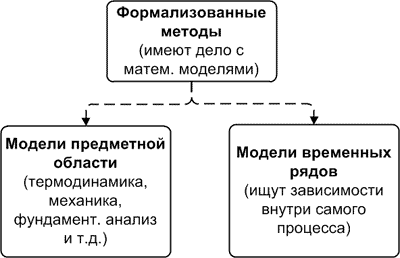 Формализованные
методы
(имеют дело с
матем. моделями)
Модели предметной
области
(термодинамика,
механика,
фундамент. анализ
и т.д.)
Модели временных
рядов
(ищут зависимости
внутри самого
процесса)